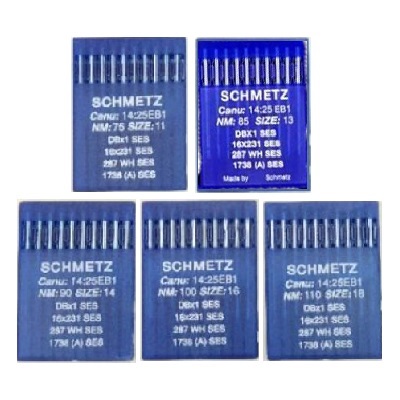 SCHMETZ
Canu: 14:25EB1
NM: 75 SIZE: 11
DBx1 SES
16x231 SES
287 WH SES
1738 (A) SES
SCHMETZ
Canu: 14:25 EB1
NM: 85 SIZE: 13
DBX1 SES
16X231 SES
287 WH SES
1738 (A) SES
Made by Schmetz
SCHMETZ
Canu: 14:25EB1
NM: 90 SIZE: 14
DBx1 SES
16x231 SES
287 WH SES
1738 (A) SES
SCHMETZ
Canu: 14:25EB1
NM: 100 SIZE: 16
DBx1 SES
16x231 SES
287 WH SES
1738 (A) SES
SCHMETZ
Canu: 14:25EB1
NM: 110 SIZE: 18
DBx1 SES
16x231 SES
287 WH SES
1738 (A) SES